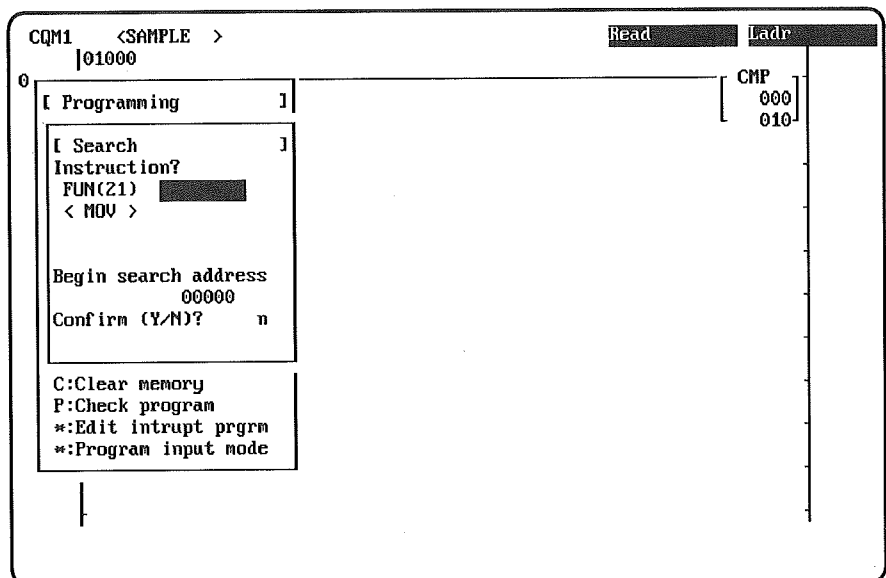 CQM1 <SAMPLE > Read Ladr
01000
0 CMP
[ Programming ] 000
010
[ Search ]
Instruction?
FUN(21)
< MOV >
Begin search address
00000
Confirm (Y/N)? n
C:Clear memory
P:Check program
*:Edit intrupt prgrm
*:Program input mode